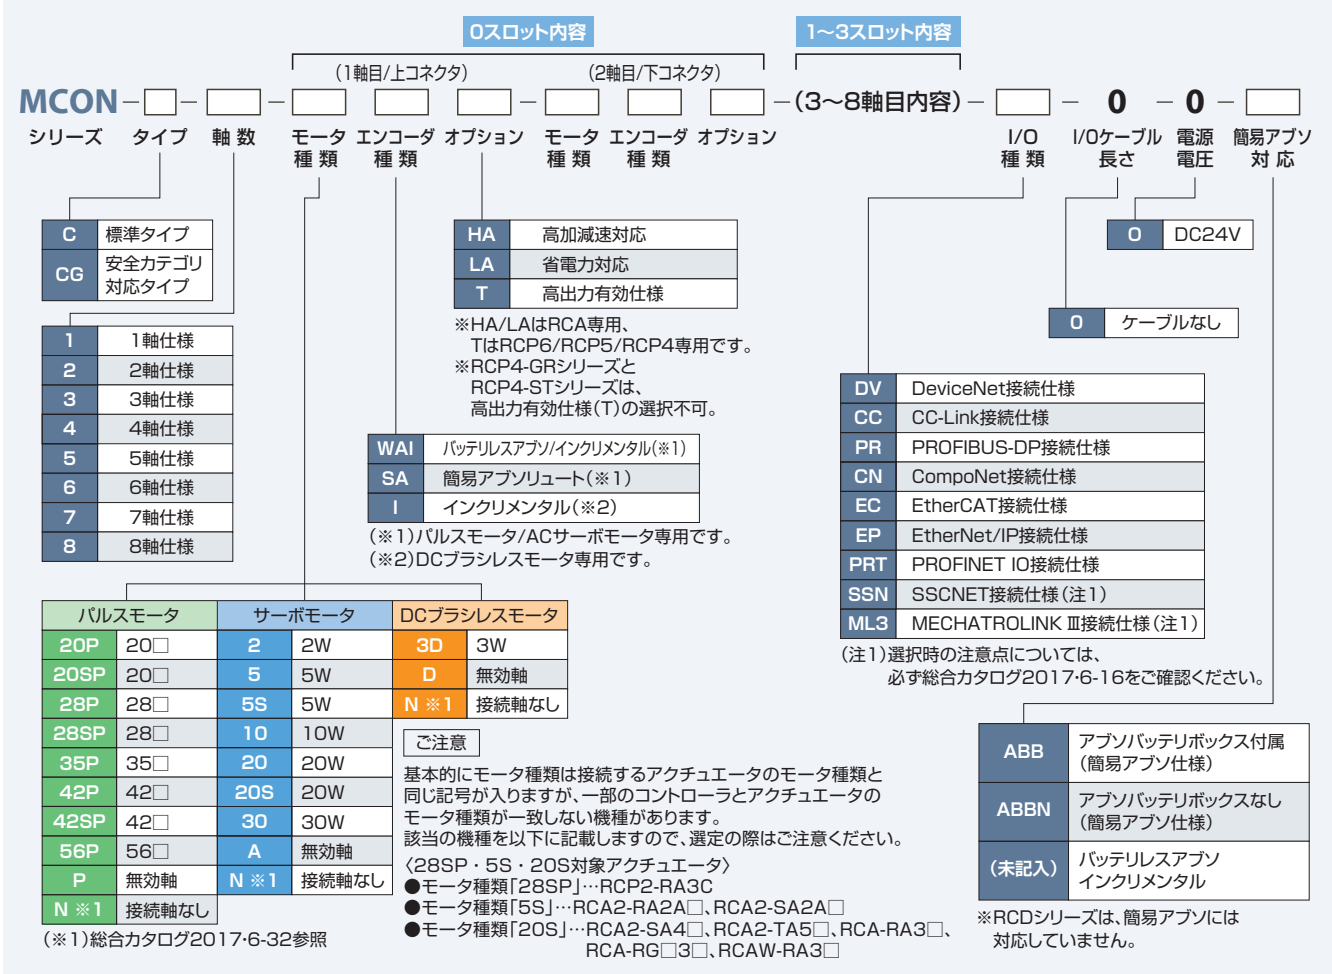 0スロット内容
1～3スロット内容
(1軸目/上コネクタ)
(2軸目/下コネクタ)
MCON－□－□－□□□－□□□－(3～8軸目内容)－□－0－0－□
シリーズ タイプ 軸数 モータ種類 エンコーダ種類 オプション モータ種類 エンコーダ種類 オプション I/O種類 I/Oケーブル長さ 電源電圧 簡易アブソ対応
C 標準タイプ
CG 安全カテゴリ対応タイプ
1 1軸仕様
2 2軸仕様
3 3軸仕様
4 4軸仕様
5 5軸仕様
6 6軸仕様
7 7軸仕様
8 8軸仕様
HA 高加減速対応
LA 省電力対応
T 高出力有効仕様
※HA/LAはRCA専用、
TはRCP6/RCP5/RCP4専用です。
※RCP4-GRシリーズと
RCP4-STシリーズは、
高出力有効仕様(T)の選択不可。
WAI バッテリレスアブソ/インクリメンタル(※1)
SA 簡易アブソリュート(※1)
I インクリメンタル(※2)
(※1)パルスモータ/ACサーボモータ専用です。
(※2)DCブラシレスモータ専用です。
0 DC24V
0 ケーブルなし
DV DeviceNet接続仕様
CC CC-Link接続仕様
PR PROFIBUS-DP接続仕様
CN CompoNet接続仕様
EC EtherCAT接続仕様
EP EtherNet/IP接続仕様
PRT PROFINET IO接続仕様
SSN SSCNET接続仕様(注1)
ML3 MECHATROLINK Ⅲ接続仕様(注1)
(注1)選択時の注意点については、
必ず総合カタログ2017・6-16をご確認ください。
パルスモータ サーボモータ DCブラシレスモータ
20P 20□ 2 2W 3D 3W
20SP 20□ 5 5W D 無効軸
28P 28□ 5S 5W N ※1 接続軸なし
28SP 28□ 10 10W
35P 35□ 20 20W
42P 42□ 20S 20W
42SP 42□ 30 30W
56P 56□ A 無効軸
P 無効軸 N ※1 接続軸なし
N ※1 接続軸なし
(※1)総合カタログ2017・6-32参照
ご注意
基本的にモータ種類は接続するアクチュエータのモータ種類と
同じ記号が入りますが、一部のコントローラとアクチュエータの
モータ種類が一致しない機種があります。
該当の機種を以下に記載しますので、選定の際はご注意ください。
〈28SP・5S・20S対象アクチュエータ〉
●モータ種類「28SP」…RCP2-RA3C
●モータ種類「5S」…RCA2-RA2A□、RCA2-SA2A□
●モータ種類「20S」…RCA2-SA4□、RCA2-TA5□、RCA-RA3□、
RCA-RG□3□、RCAW-RA3□
ABB アブソバッテリボックス付属
(簡易アブソ仕様)
ABBN アブソバッテリボックスなし
(簡易アブソ仕様)
(未記入) バッテリレスアブソ
インクリメンタル
※RCDシリーズは、簡易アブソには
対応していません。